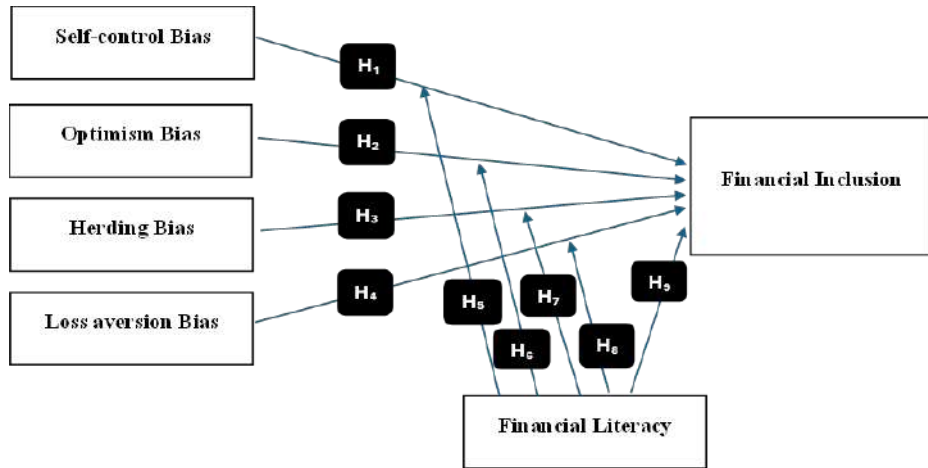 Self-control Bias
H₁
Optimism Bias
H₂
Financial Inclusion
Herding Bias
H₃
Loss aversion Bias
H₄
H₅
H₆
H₇
H₈
H₉
Financial Literacy